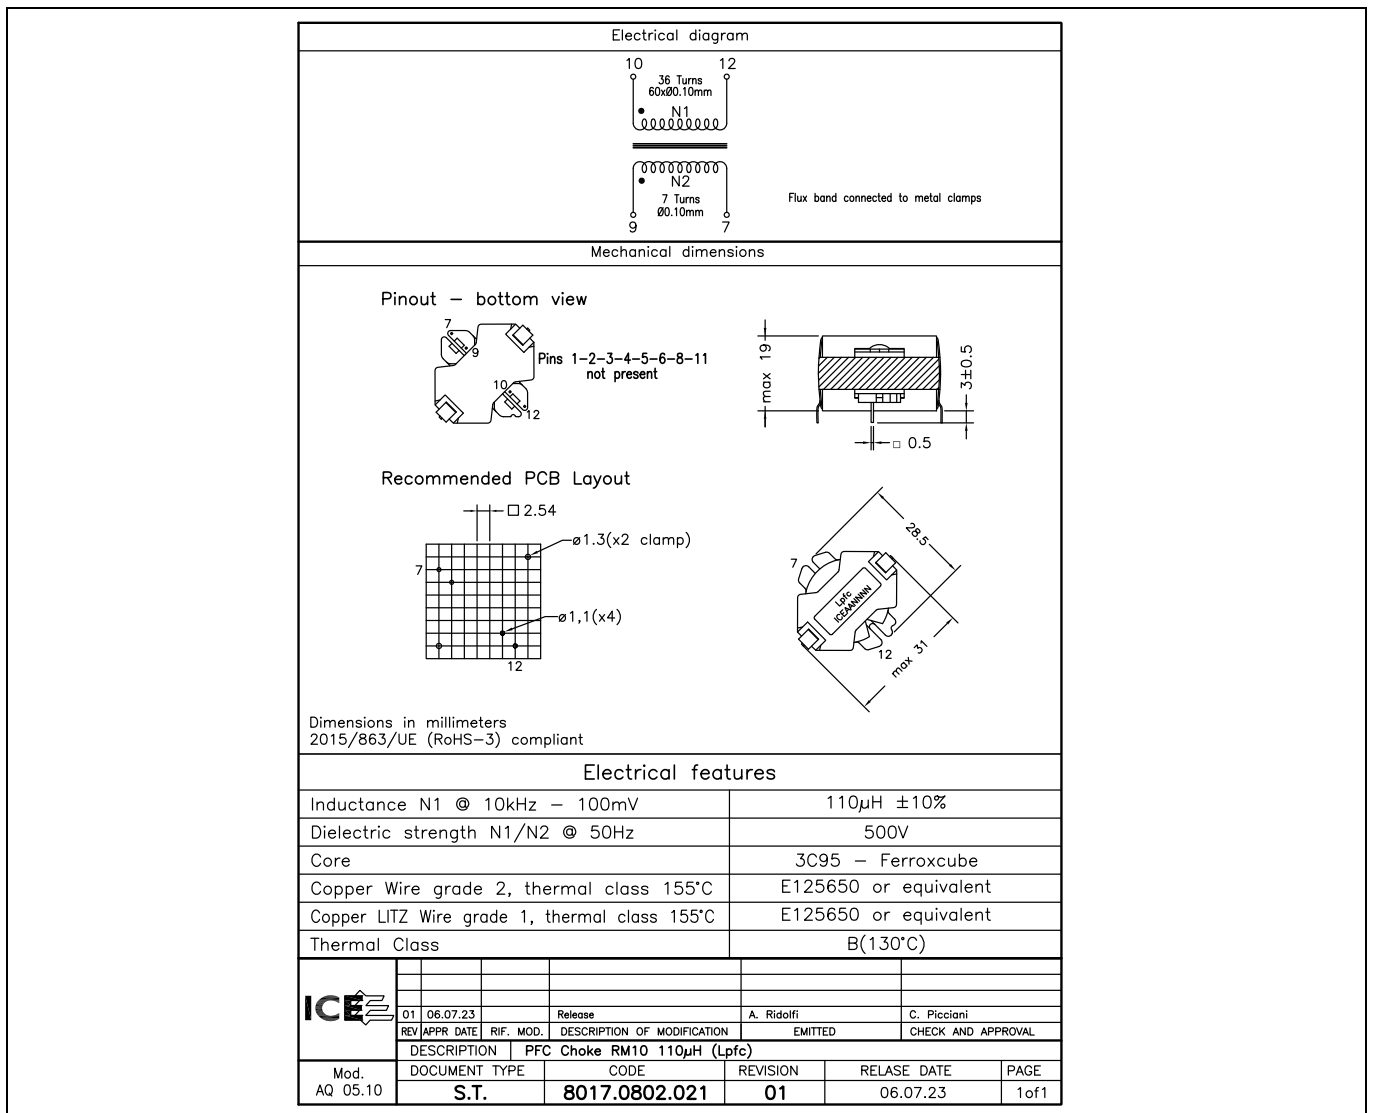 Electrical diagram
10 12
36 Turns
60xØ0.10mm
N1
N2
7 Turns
Ø0.10mm
9 7
Flux band connected to metal clamps
Mechanical dimensions
Pinout – bottom view
7
9
10
12
Pins 1-2-3-4-5-6-8-11
not present
max 19
3±0.5
□ 0.5
Recommended PCB Layout
□ 2.54
ø1.3(x2 clamp)
7
ø1,1(x4)
12
28.5
7
Lpfc
ICEAANNNN
12
max 31
Dimensions in millimeters
2015/863/UE (RoHS-3) compliant
Electrical features
Inductance N1 @ 10kHz – 100mV 110µH ±10%
Dielectric strength N1/N2 @ 50Hz 500V
Core 3C95 – Ferroxcube
Copper Wire grade 2, thermal class 155°C E125650 or equivalent
Copper LITZ Wire grade 1, thermal class 155°C E125650 or equivalent
Thermal Class B(130°C)
ICE
01 06.07.23 Release A. Ridolfi C. Picciani
REV APPR DATE RIF. MOD. DESCRIPTION OF MODIFICATION EMITTED CHECK AND APPROVAL
DESCRIPTION PFC Choke RM10 110µH (Lpfc)
Mod. DOCUMENT TYPE CODE REVISION RELASE DATE PAGE
AQ 05.10 S.T. 8017.0802.021 01 06.07.23 1of1